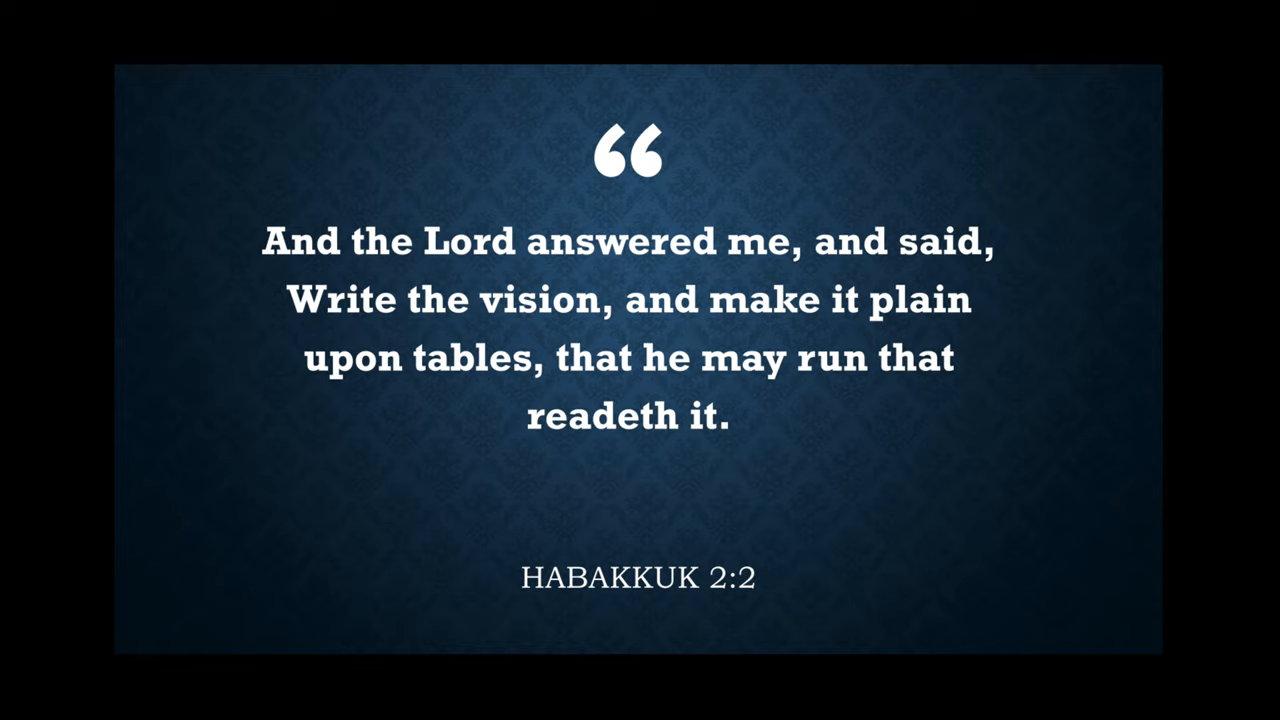 “
And the Lord answered me, and said,
Write the vision, and make it plain
upon tables, that he may run that
readeth it.
HABAKKUK 2:2